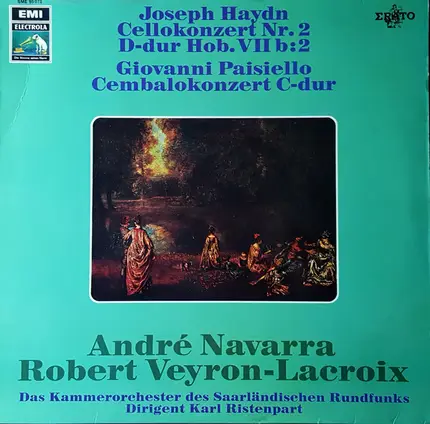 EMI
ELECTROLA
Joseph Haydn
Cellokonzert Nr. 2
D-dur Hob. VII b:2
Giovanni Paisiello
Cembalokonzert C-dur
ERATO
André Navarra
Robert Veyron-Lacroix
Das Kammerorchester des Saarländischen Rundfunks
Dirigent Karl Ristenpart